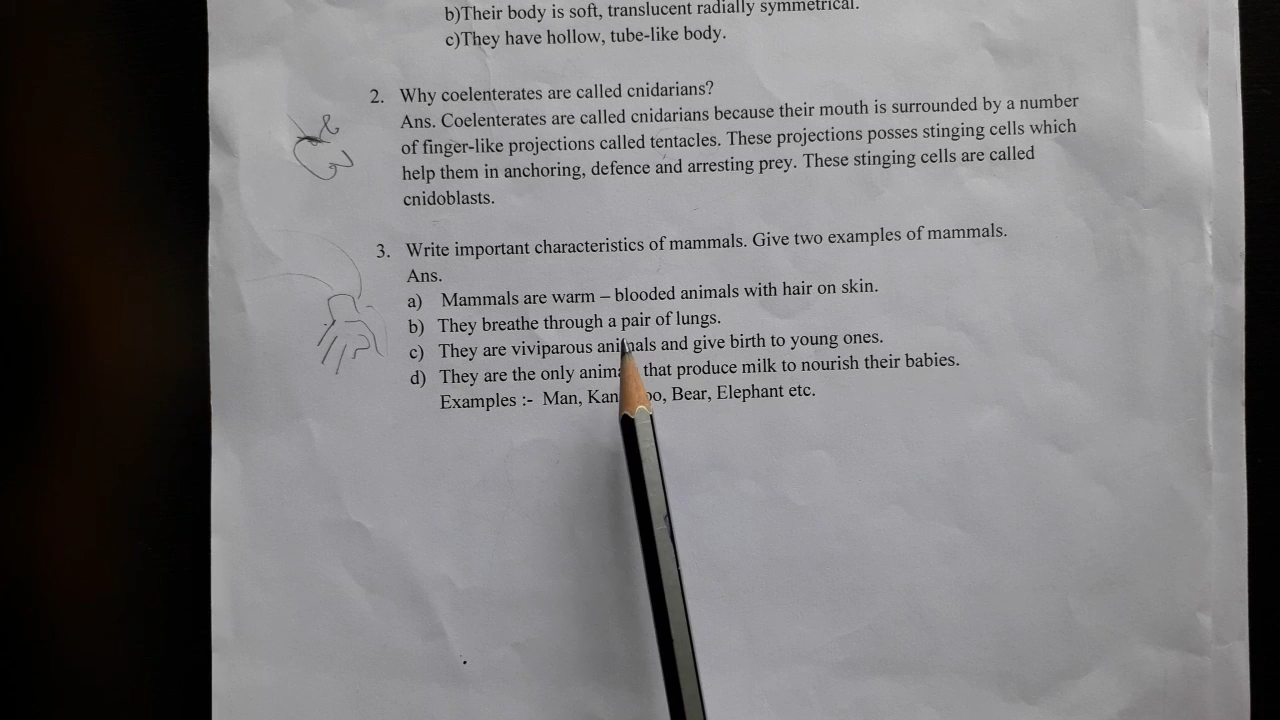 b)Their body is soft, translucent radially symmetrical.
c)They have hollow, tube-like body.
2. Why coelenterates are called cnidarians?
Ans. Coelenterates are called cnidarians because their mouth is surrounded by a number
of finger-like projections called tentacles. These projections posses stinging cells which
help them in anchoring, defence and arresting prey. These stinging cells are called
cnidoblasts.
3. Write important characteristics of mammals. Give two examples of mammals.
Ans.
a) Mammals are warm – blooded animals with hair on skin.
b) They breathe through a pair of lungs.
c) They are viviparous animals and give birth to young ones.
d) They are the only that produce milk to nourish their babies.
Examples :- Man, Bear, Elephant etc.